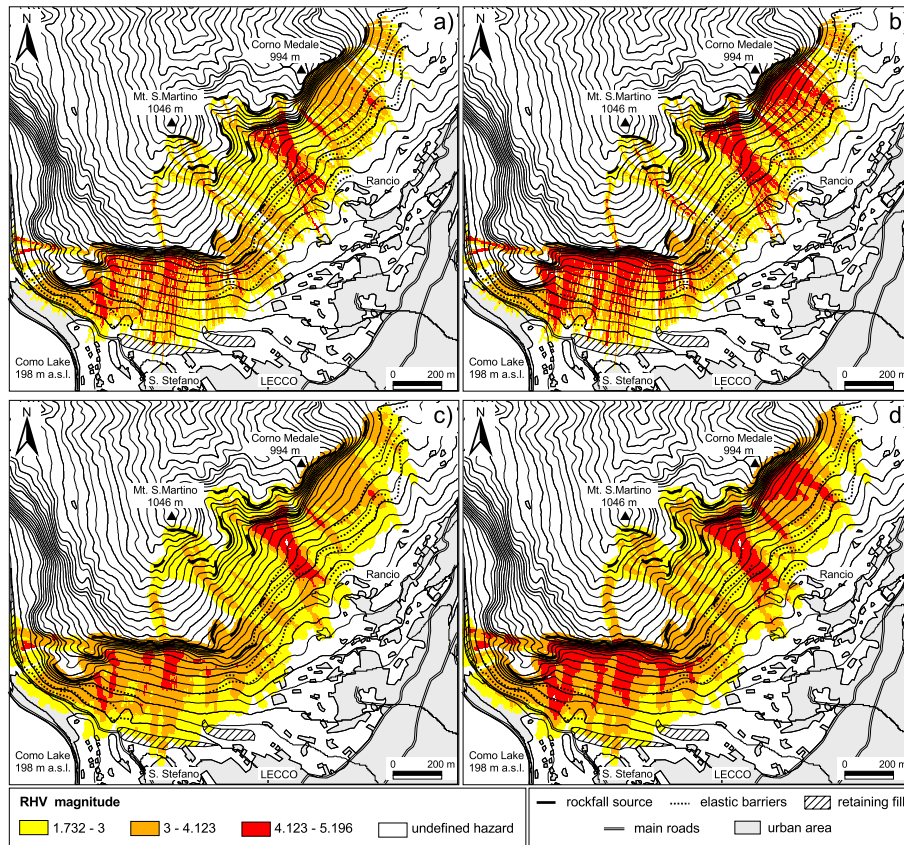 N
a)
Corno Medale
994 m
Mt. S.Martino
1046 m
Rancio
Como Lake
198 m a.s.l.
S. Stefano
LECCO
0 200 m
N
b)
Corno Medale
994 m
Mt. S.Martino
1046 m
Rancio
Como Lake
198 m a.s.l.
S. Stefano
LECCO
0 200 m
N
c)
Corno Medale
994 m
Mt. S.Martino
1046 m
Rancio
Como Lake
198 m a.s.l.
S. Stefano
LECCO
0 200 m
N
d)
Corno Medale
994 m
Mt. S.Martino
1046 m
Rancio
Como Lake
198 m a.s.l.
S. Stefano
LECCO
0 200 m
RHV magnitude
1.732 - 3 3 - 4.123 4.123 - 5.196 undefined hazard
rockfall source elastic barriers retaining fill
main roads urban area